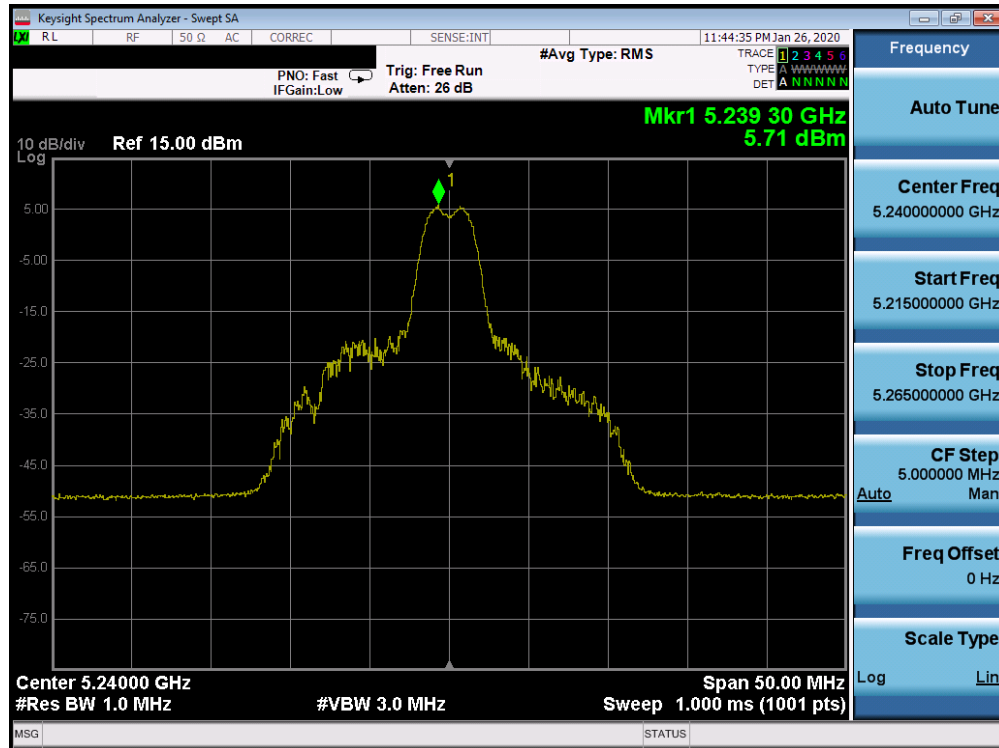 Keysight Spectrum Analyzer - Swept SA
LXI RL RF 50 Ω AC CORREC SENSE:INT 11:44:35 PM Jan 26, 2020
#Avg Type: RMS
TRACE 1 2 3 4 5 6
PNO: Fast Trig: Free Run
TYPE A WWWWW
IFGain:Low Atten: 26 dB
DET A N N N N N
Mkr1 5.239 30 GHz
5.71 dBm
10 dB/div Ref 15.00 dBm
Log
1
5.00
-5.00
-15.0
-25.0
-35.0
-45.0
-55.0
-65.0
-75.0
Center 5.24000 GHz Span 50.00 MHz
#Res BW 1.0 MHz #VBW 3.0 MHz Sweep 1.000 ms (1001 pts)
MSG STATUS
Frequency
Auto Tune
Center Freq
5.240000000 GHz
Start Freq
5.215000000 GHz
Stop Freq
5.265000000 GHz
CF Step
5.000000 MHz
Auto Man
Freq Offset
0 Hz
Scale Type
Log Lin